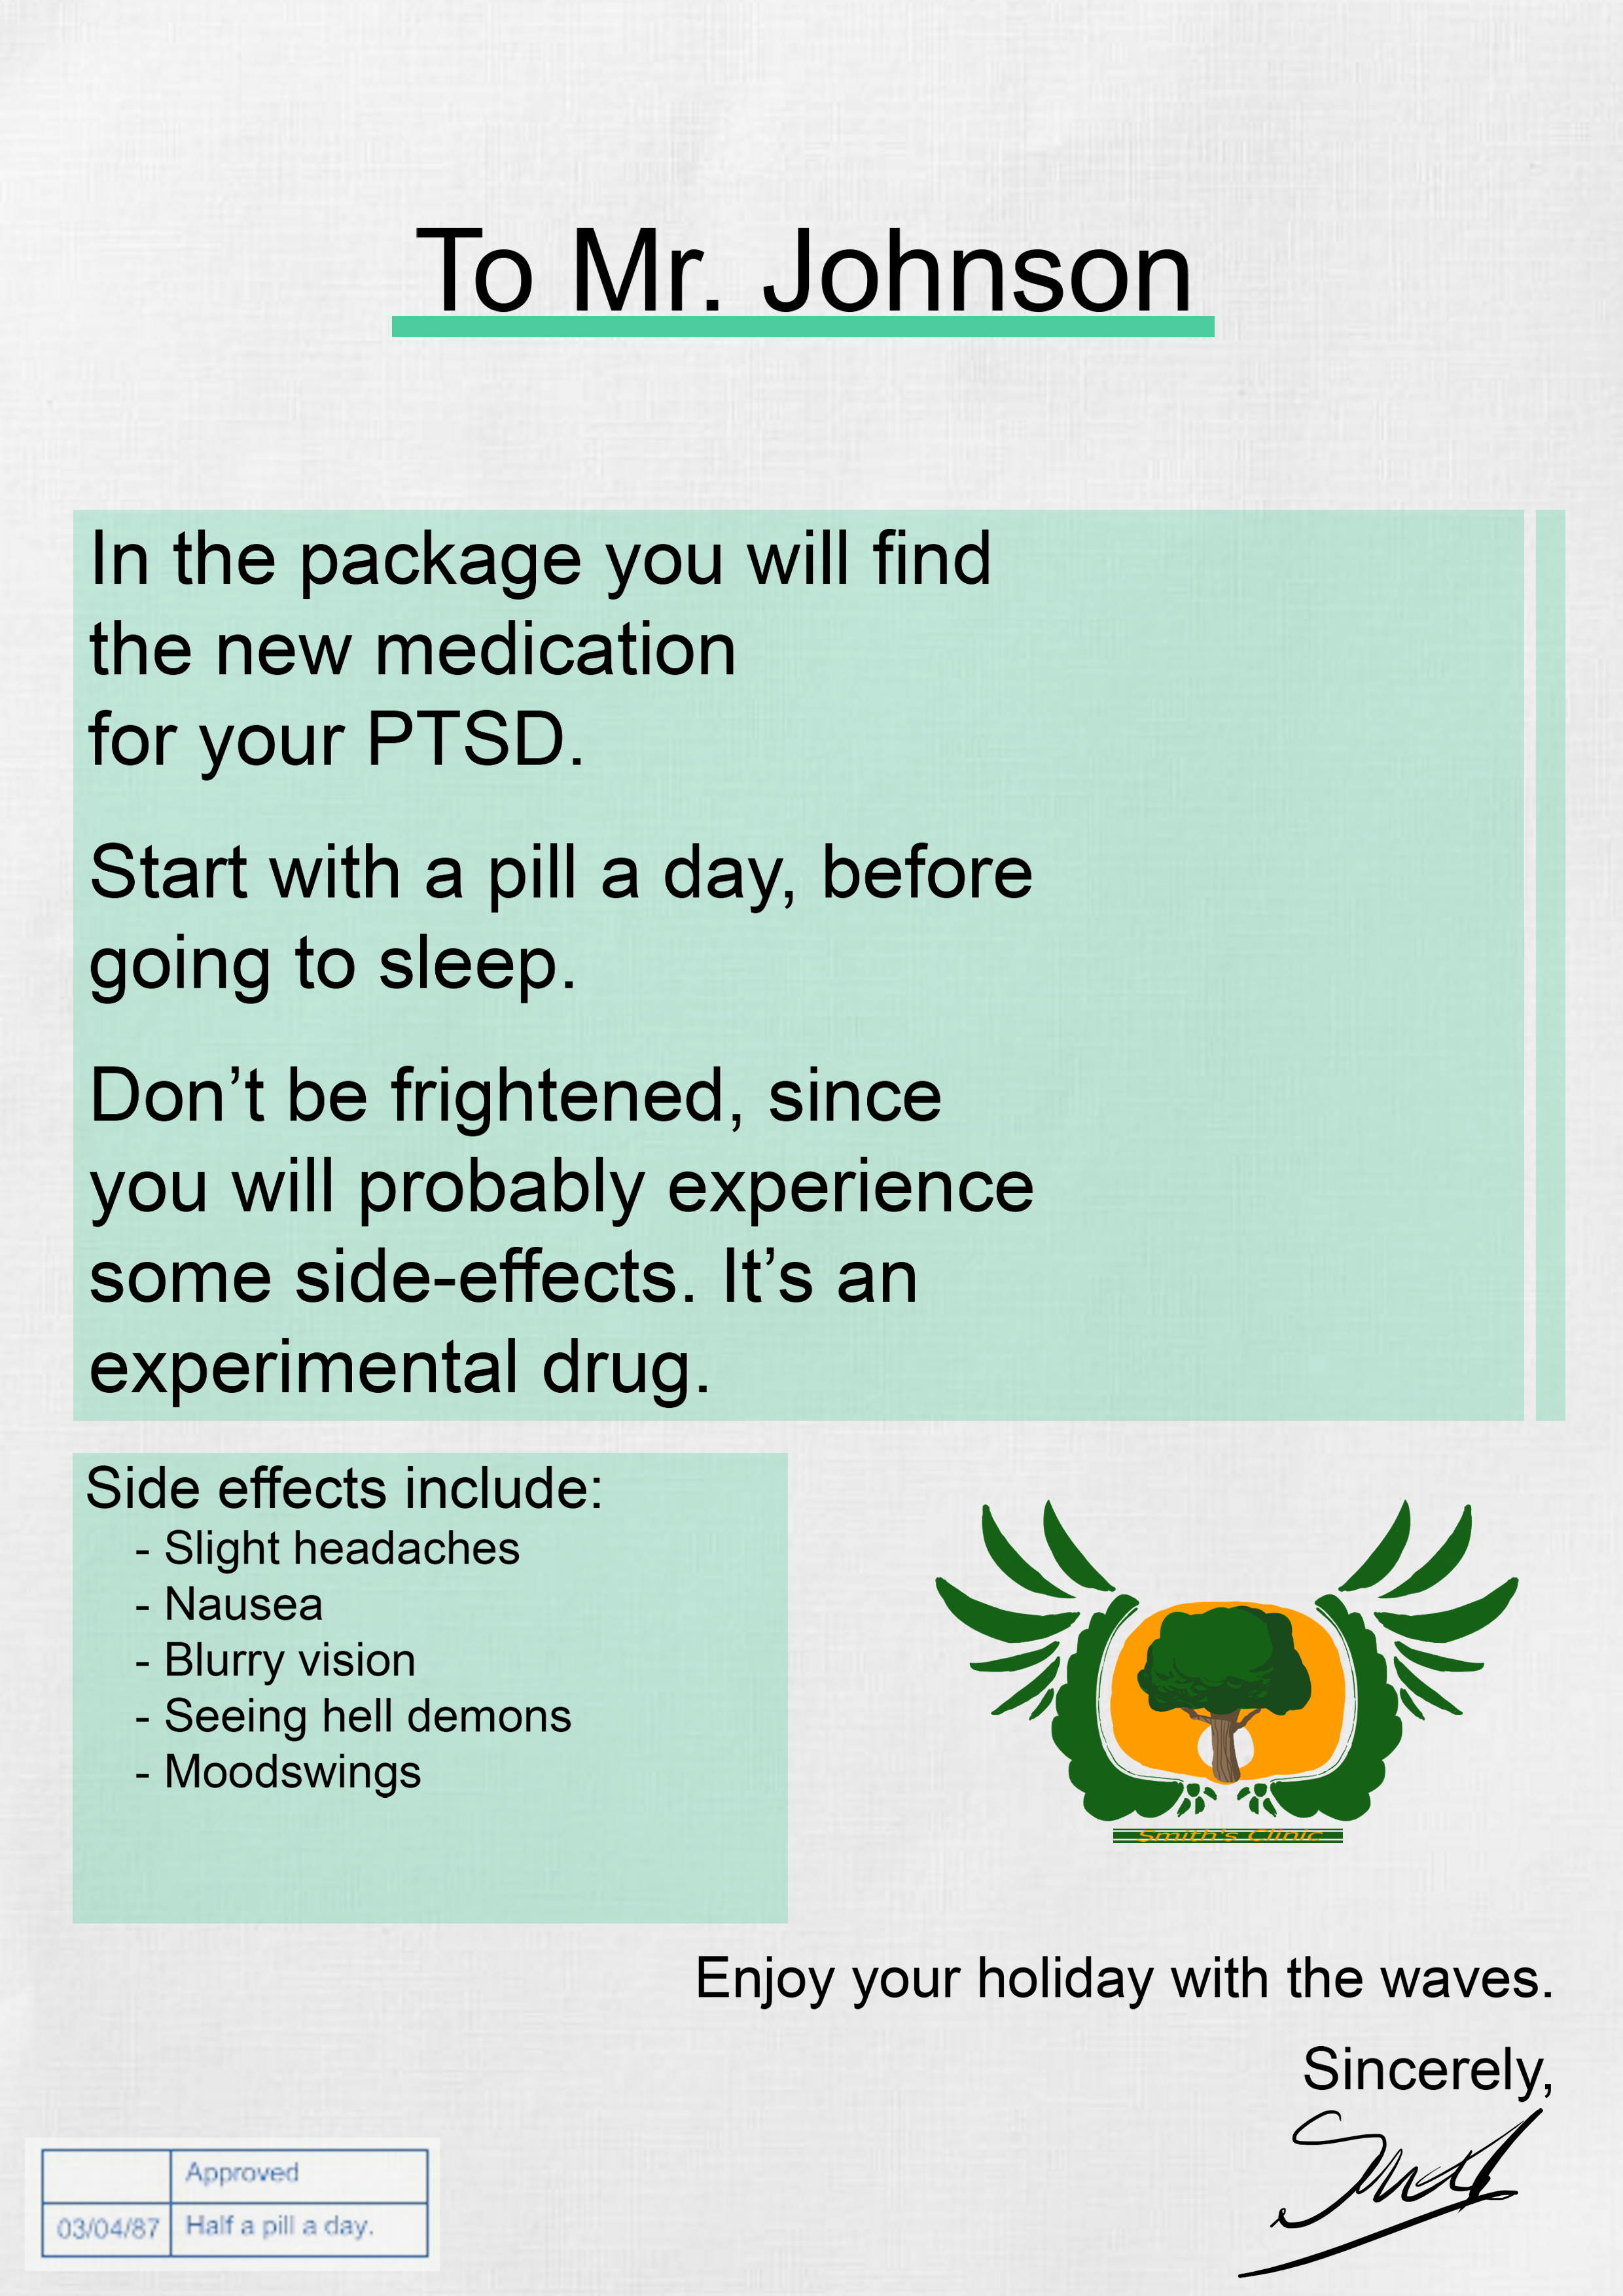 To Mr. Johnson
In the package you will find
the new medication
for your PTSD.
Start with a pill a day, before
going to sleep.
Don’t be frightened, since
you will probably experience
some side-effects. It’s an
experimental drug.
Side effects include:
- Slight headaches
- Nausea
- Blurry vision
- Seeing hell demons
- Moodswings
Smith's Clinic
Enjoy your holiday with the waves.
Sincerely,
Approved
03/04/87 Half a pill a day.